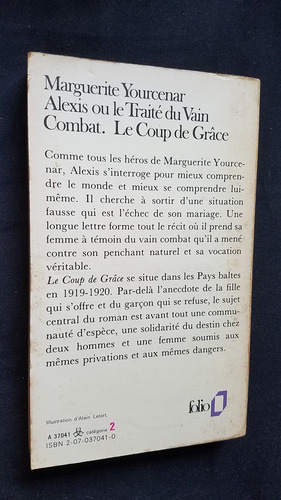 Marguerite Yourcenar
Alexis ou le Traité du Vain
Combat. Le Coup de Grâce
Comme tous les héros de Marguerite Yource-
nar, Alexis s'interroge pour mieux compren-
dre le monde et mieux se comprendre lui-
même. Il cherche à sortir d'une situation
fausse qui est l'échec de son mariage. Une
longue lettre forme tout le récit où il prend sa
femme à témoin du vain combat qu'il a mené
contre son penchant naturel et sa vocation
véritable.
Le Coup de Grâce se situe dans les Pays baltes
en 1919-1920. Par-delà l'anecdote de la fille
qui s'offre et du garçon qui se refuse, le sujet
central du roman est avant tout une commu-
nauté d'espèce, une solidarité du destin chez
deux hommes et une femme soumis aux
mêmes privations et aux mêmes dangers.
folio
Illustration d'Alain Letort.
A 37041 catégorie 2
ISBN 2-07-037041-0